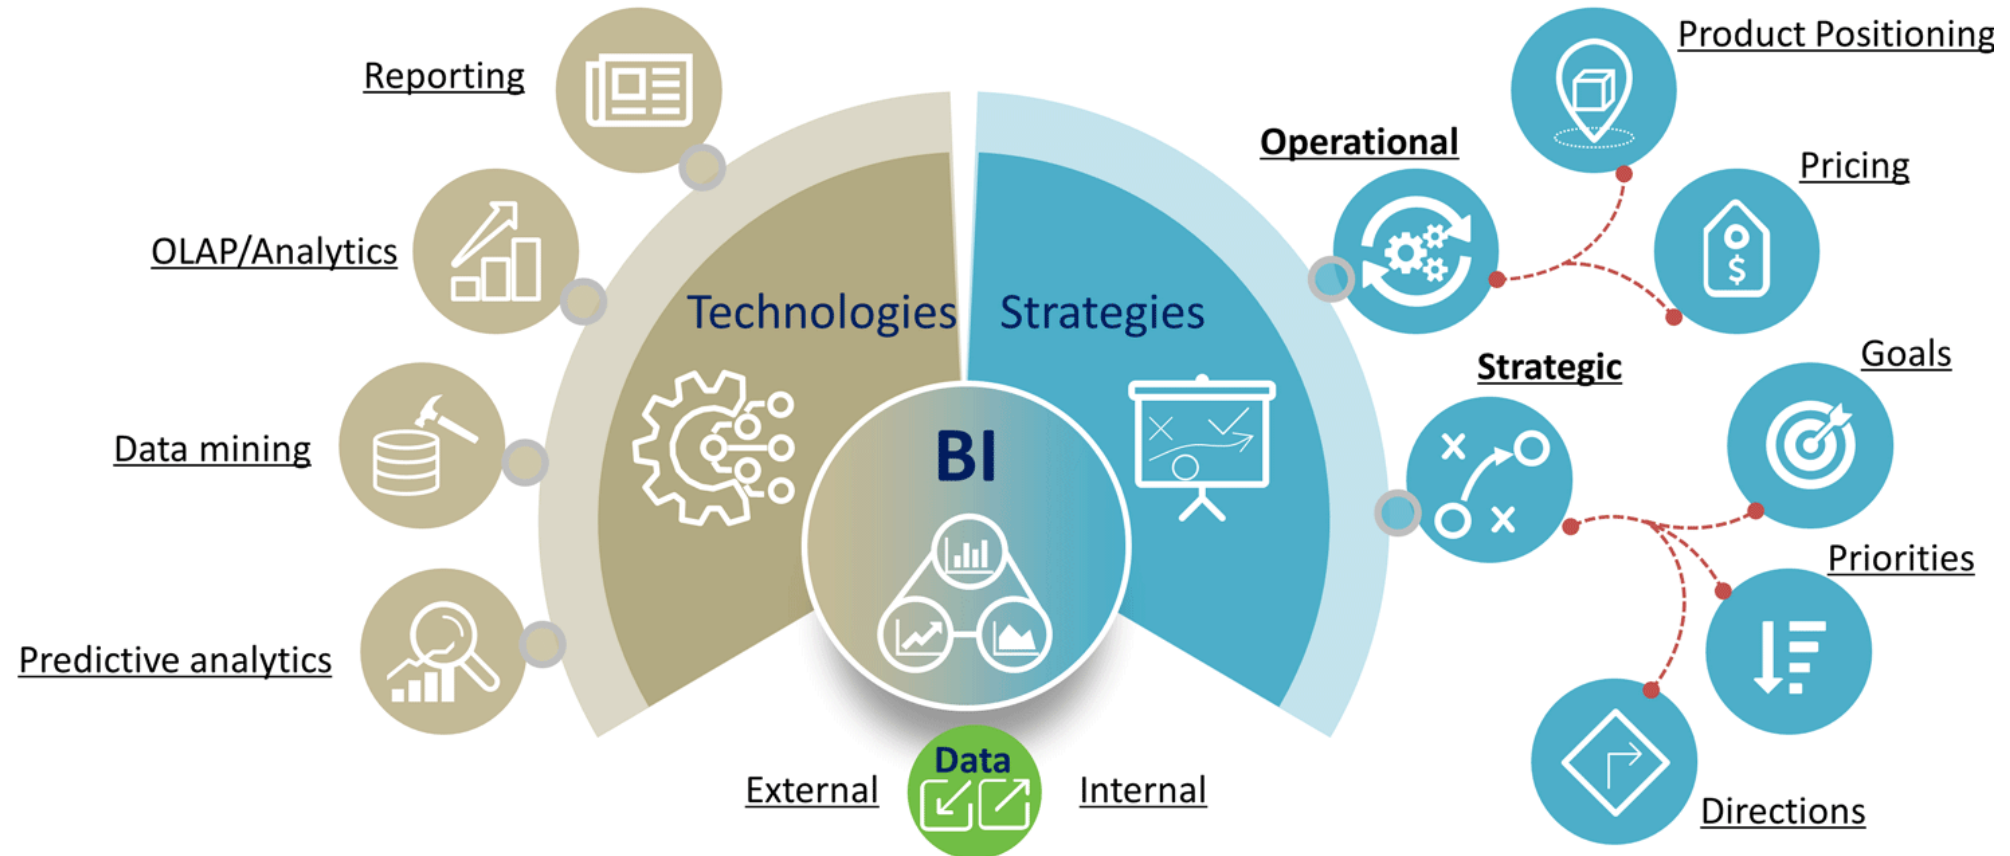 Reporting
OLAP/Analytics
Data mining
Predictive analytics
Technologies
Strategies
BI
Data
External
Internal
Operational
Product Positioning
Pricing
$
Strategic
Goals
Priorities
Directions